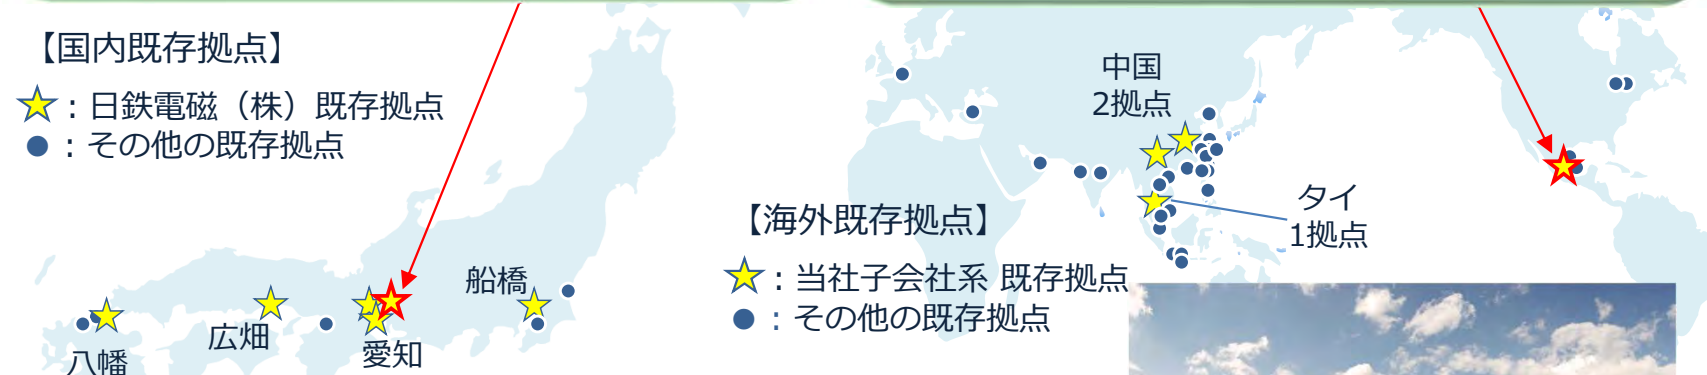 【国内既存拠点】
★：日鉄電磁（株）既存拠点
●：その他の既存拠点
船橋
広畑
愛知
八幡
中国
2拠点
タイ
1拠点
【海外既存拠点】
★：当社子会社系 既存拠点
●：その他の既存拠点